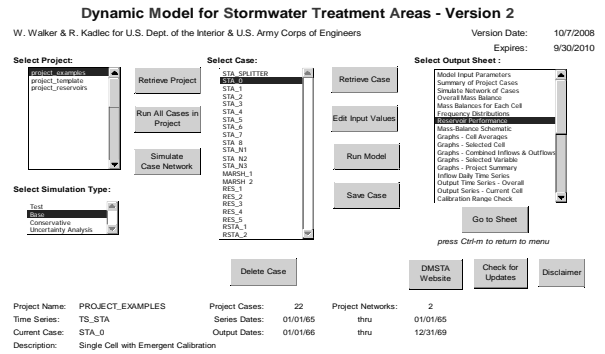 Dynamic Model for Stormwater Treatment Areas - Version 2
W. Walker & R. Kadlec for U.S. Dept. of the Interior & U.S. Army Corps of Engineers
Version Date: 10/7/2008
Expires: 9/30/2010
Select Project:
project_examples
project_template
project_reservoirs
Retrieve Project
Run All Cases in
Project
Simulate
Case Network
Select Simulation Type:
Test
Base
Conservative
Uncertainty Analysis
Select Case:
STA_SPLITTER
STA_0
STA_1
STA_2
STA_3
STA_4
STA_5
STA_6
STA_7
STA_8
STA_N1
STA_N2
STA_N3
MARSH_1
MARSH_2
RES_1
RES_2
RES_3
RES_4
RES_5
RSTA_1
RSTA_2
Retrieve Case
Edit Input Values
Run Model
Save Case
Select Output Sheet :
Model Input Parameters
Summary of Project Cases
Simulate Network of Cases
Overall Mass Balance
Mass Balances for Each Cell
Frequency Distributions
Reservoir Performance
Mass-Balance Schematic
Graphs - Cell Averages
Graphs - Selected Cell
Graphs - Combined Inflows & Outflows
Graphs - Selected Variable
Graphs - Project Summary
Inflow Daily Time Series
Output Time Series - Overall
Output Series - Current Cell
Calibration Range Check
Go to Sheet
press Ctrl-m to return to menu
Delete Case
DMSTA
Website
Check for
Updates
Disclaimer
Project Name: PROJECT_EXAMPLES Project Cases: 22 Project Networks: 2
Time Series: TS_STA Series Dates: 01/01/65 thru 01/01/65
Current Case: STA_0 Output Dates: 01/01/66 thru 12/31/69
Description: Single Cell with Emergent Calibration